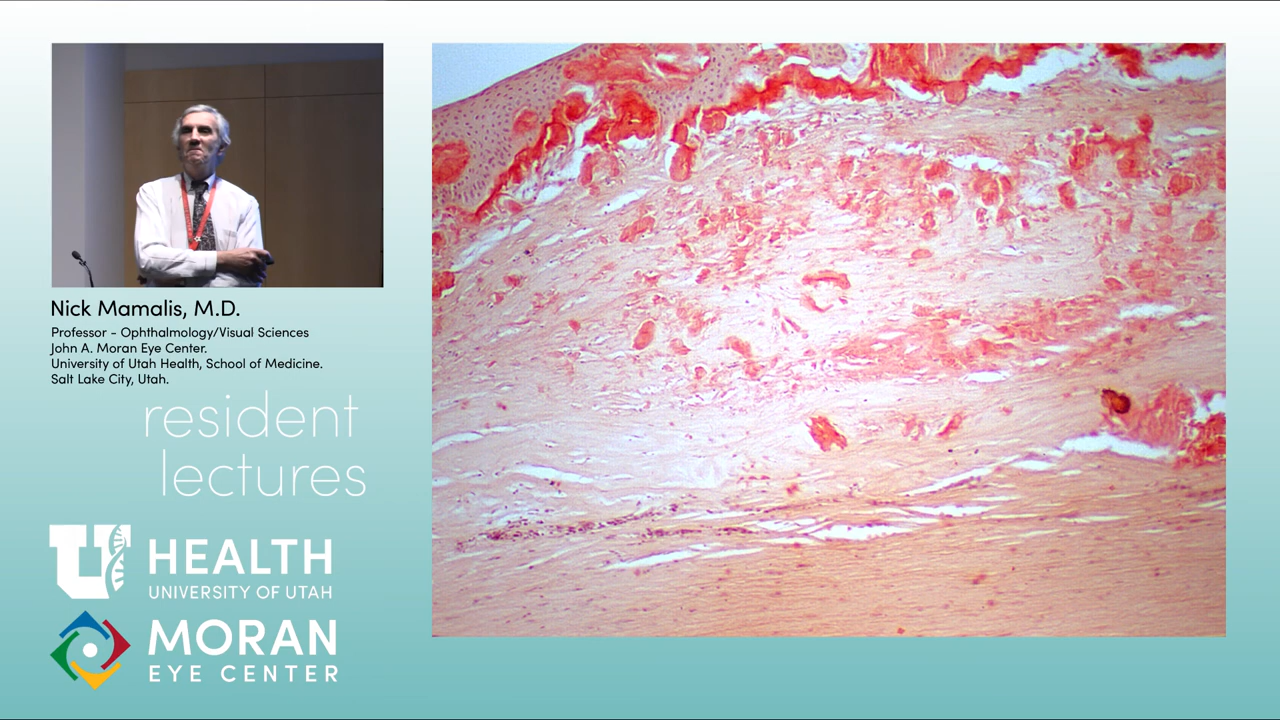 Nick Mamalis, M.D.
Professor - Ophthalmology/Visual Sciences
John A. Moran Eye Center.
University of Utah Health, School of Medicine.
Salt Lake City, Utah.
resident
lectures
U HEALTH
UNIVERSITY OF UTAH
MORAN
EYE CENTER